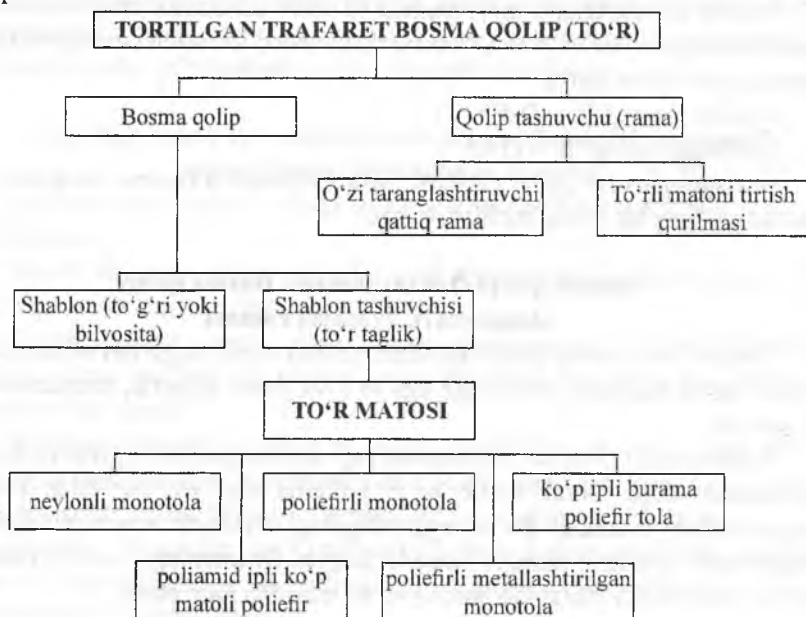 TORTILGAN TRAFARET BOSMA QOLIP (TO‘R)
Bosma qolip
Qolip tashuvchu (rama)
O‘zi taranglashtiruvchi
qattiq rama
To‘rli matoni tirtish
qurilmasi
Shablon (to‘g‘ri yoki
bilvosita)
Shablon tashuvchisi
(to‘r taglik)
TO‘R MATOSI
neylonli monotola
poliefirli monotola
ko‘p ipli burama
poliefir tola
poliamid ipli ko‘p
matoli poliefir
poliefirli metallashtirilgan
monotola